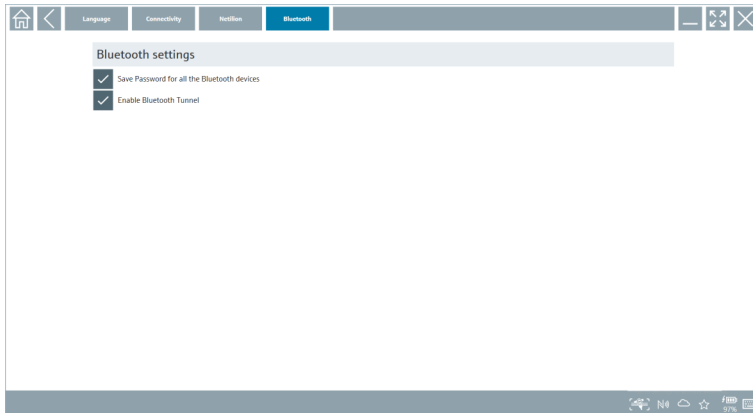 Language Connectivity Netilion Bluetooth
Bluetooth settings
Save Password for all the Bluetooth devices
Enable Bluetooth Tunnel
97%